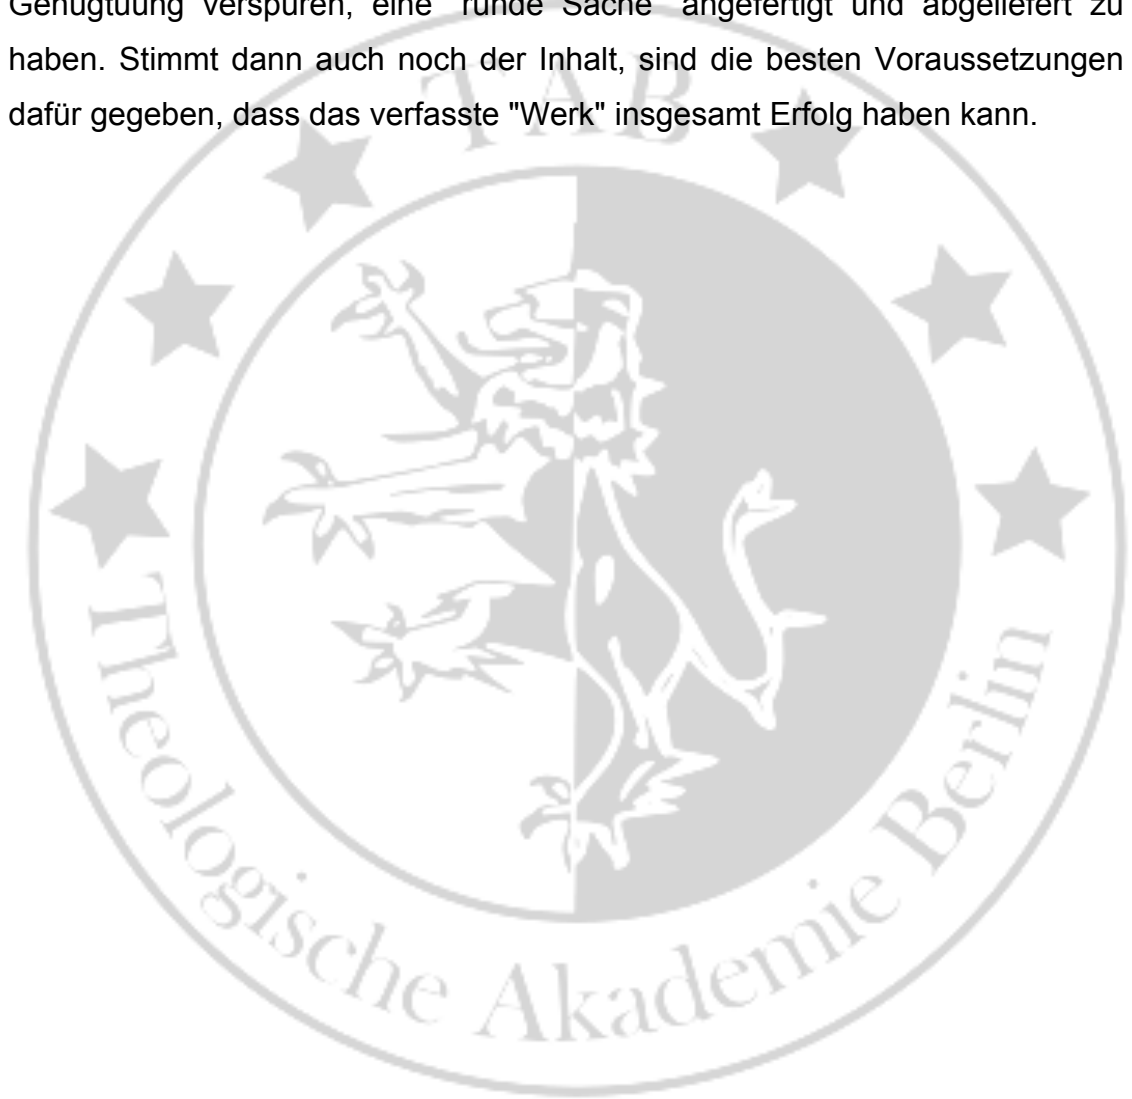 Genugtuung verspüren, eine "runde Sache" angefertigt und abgeliefert zu
haben. Stimmt dann auch noch der Inhalt, sind die besten Voraussetzungen
dafür gegeben, dass das verfasste "Werk" insgesamt Erfolg haben kann.
TAB
Theologische Akademie Berlin